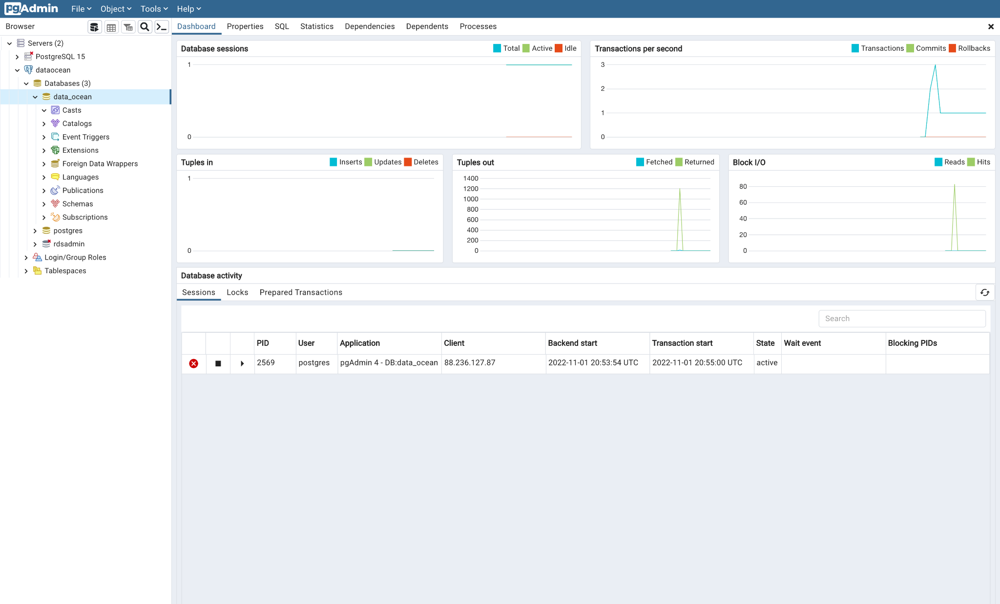 pgAdmin File Object Tools Help
Browser
Dashboard Properties SQL Statistics Dependencies Dependents Processes
Servers (2)
PostgreSQL 15
dataocean
Databases (3)
data_ocean
Casts
Catalogs
Event Triggers
Extensions
Foreign Data Wrappers
Languages
Publications
Schemas
Subscriptions
postgres
rdsadmin
Login/Group Roles
Tablespaces
Database sessions Total Active Idle
1
0
Transactions per second Transactions Commits Rollbacks
3
2
1
0
Tuples in Inserts Updates Deletes
1
0
Tuples out Fetched Returned
1400
1200
1000
800
600
400
200
0
Block I/O Reads Hits
80
60
40
20
0
Database activity
Sessions Locks Prepared Transactions
Search
PID User Application Client Backend start Transaction start State Wait event Blocking PIDs
2569 postgres pgAdmin 4 - DB:data_ocean 88.236.127.87 2022-11-01 20:53:54 UTC 2022-11-01 20:55:00 UTC active